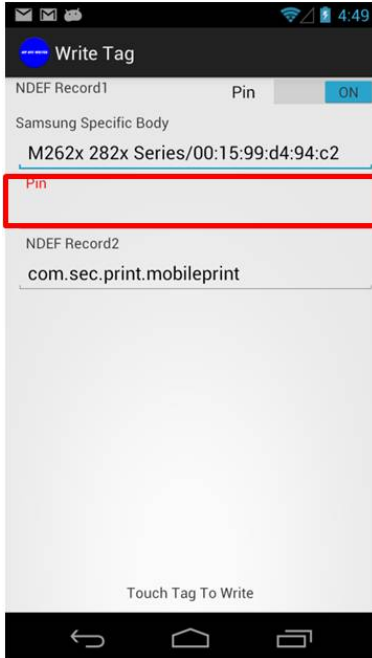 4:49
Write Tag
NDEF Record1 Pin ON
Samsung Specific Body
M262x 282x Series/00:15:99:d4:94:c2
Pin
NDEF Record2
com.sec.print.mobileprint
Touch Tag To Write